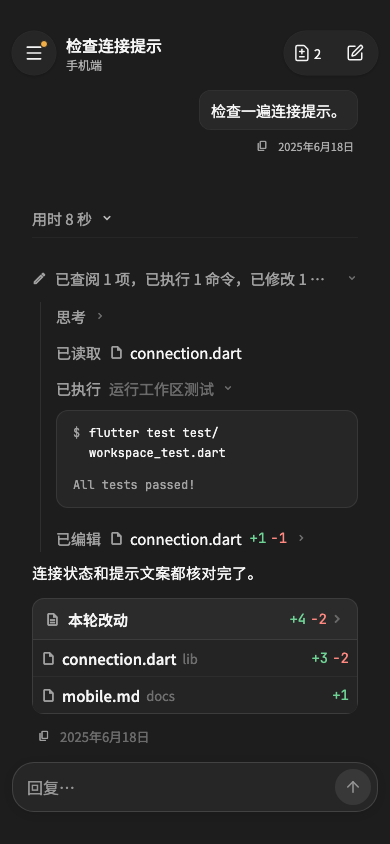 检查连接提示
手机端
2
检查一遍连接提示。
2025年6月18日
用时 8 秒
已查阅 1 项，已执行 1 命令，已修改 1 …
思考
已读取 connection.dart
已执行 运行工作区测试
$ flutter test test/
workspace_test.dart
All tests passed!
已编辑 connection.dart +1 -1
连接状态和提示文案都核对完了。
本轮改动 +4 -2
connection.dart lib +3 -2
mobile.md docs +1
2025年6月18日
回复…